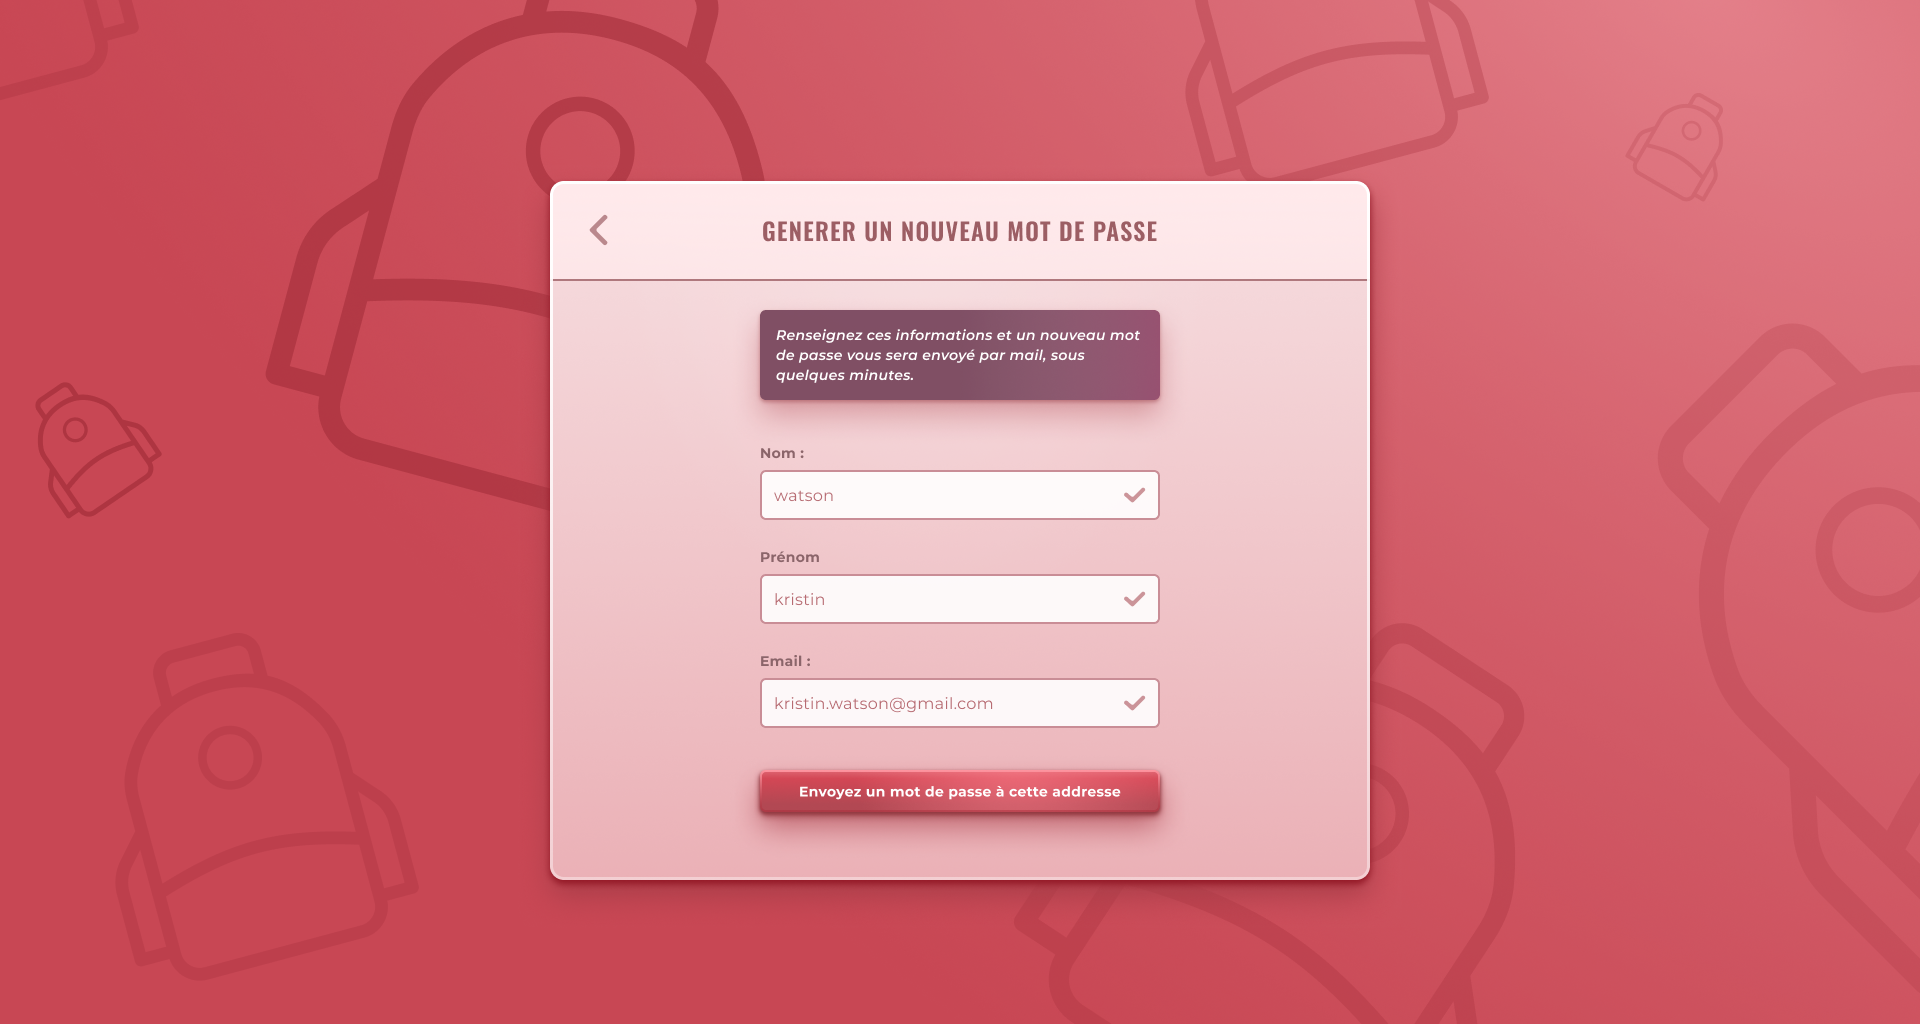 GENERER UN NOUVEAU MOT DE PASSE
Renseignez ces informations et un nouveau mot
de passe vous sera envoyé par mail, sous
quelques minutes.
Nom :
watson
Prénom
kristin
Email :
kristin.watson@gmail.com
Envoyez un mot de passe à cette addresse